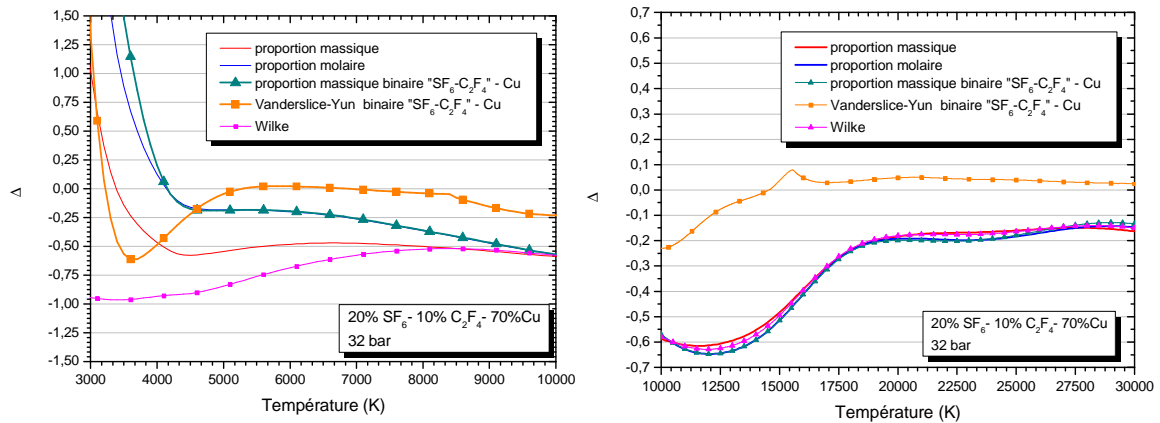 1,50
1,25
1,00
0,75
0,50
0,25
0,00
-0,25
-0,50
-0,75
-1,00
-1,25
-1,50
Δ
proportion massique
proportion molaire
proportion massique binaire "SF6-C2F4" - Cu
Vanderslice-Yun binaire "SF6-C2F4" - Cu
Wilke
20% SF6- 10% C2F4- 70%Cu
32 bar
3000 4000 5000 6000 7000 8000 9000 10000
Température (K)
0,7
0,6
0,5
0,4
0,3
0,2
0,1
0,0
-0,1
-0,2
-0,3
-0,4
-0,5
-0,6
-0,7
Δ
proportion massique
proportion molaire
proportion massique binaire "SF6-C2F4" - Cu
Vanderslice-Yun binaire "SF6-C2F4" - Cu
Wilke
20% SF6- 10% C2F4- 70%Cu
32 bar
10000 15000 17500 20000 22500 25000 27500 30000
Température (K)